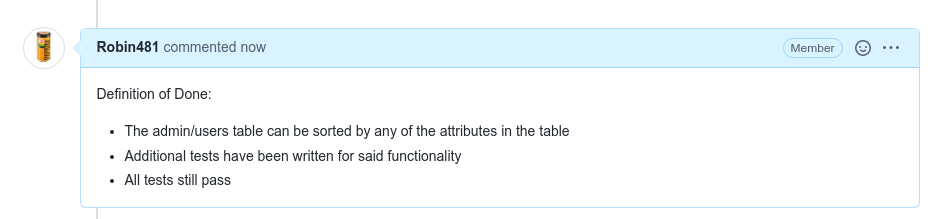 Robin481 commented now
Member
Definition of Done:
The admin/users table can be sorted by any of the attributes in the table
Additional tests have been written for said functionality
All tests still pass